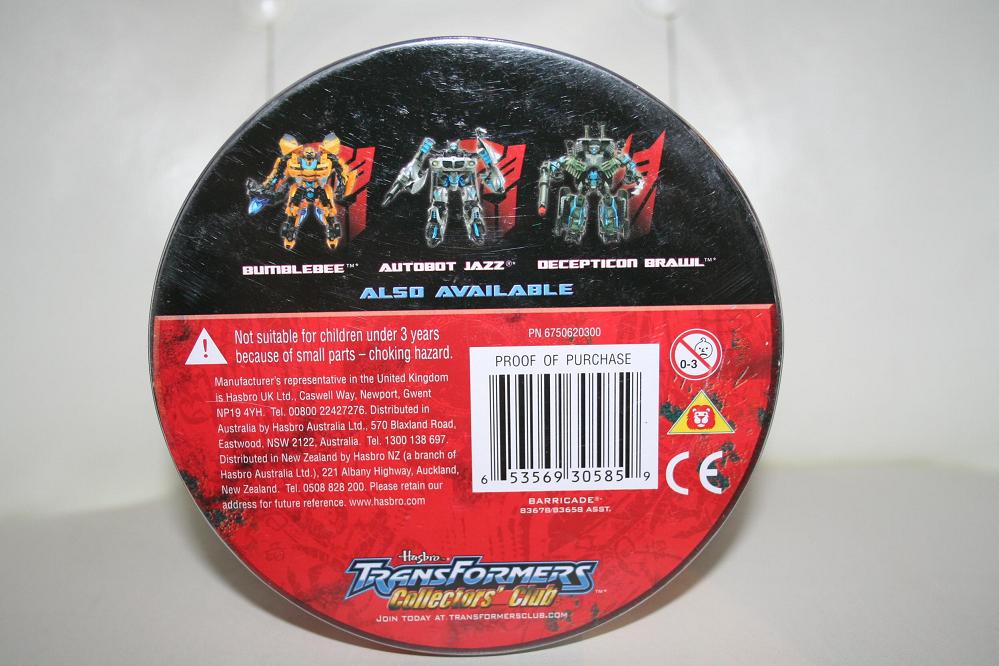 BUMBLEBEE™* AUTOBOT JAZZ®* DECEPTICON BRAWL™*
ALSO AVAILABLE
Not suitable for children under 3 years
because of small parts – choking hazard.
Manufacturer's representative in the United Kingdom
is Hasbro UK Ltd., Caswell Way, Newport, Gwent
NP19 4YH. Tel. 00800 22427276. Distributed in
Australia by Hasbro Australia Ltd., 570 Blaxland Road,
Eastwood, NSW 2122, Australia. Tel. 1300 138 697.
Distributed in New Zealand by Hasbro NZ (a branch of
Hasbro Australia Ltd.), 221 Albany Highway, Auckland,
New Zealand. Tel. 0508 828 200. Please retain our
address for future reference. www.hasbro.com
PN 6750620300
PROOF OF PURCHASE
6 53569 30585 9
BARRICADE®*
83678/83658 ASST.
0-3
CE
Hasbro
TRANSFORMERS™
Collectors' Club
JOIN TODAY AT TRANSFORMERSCLUB.COM